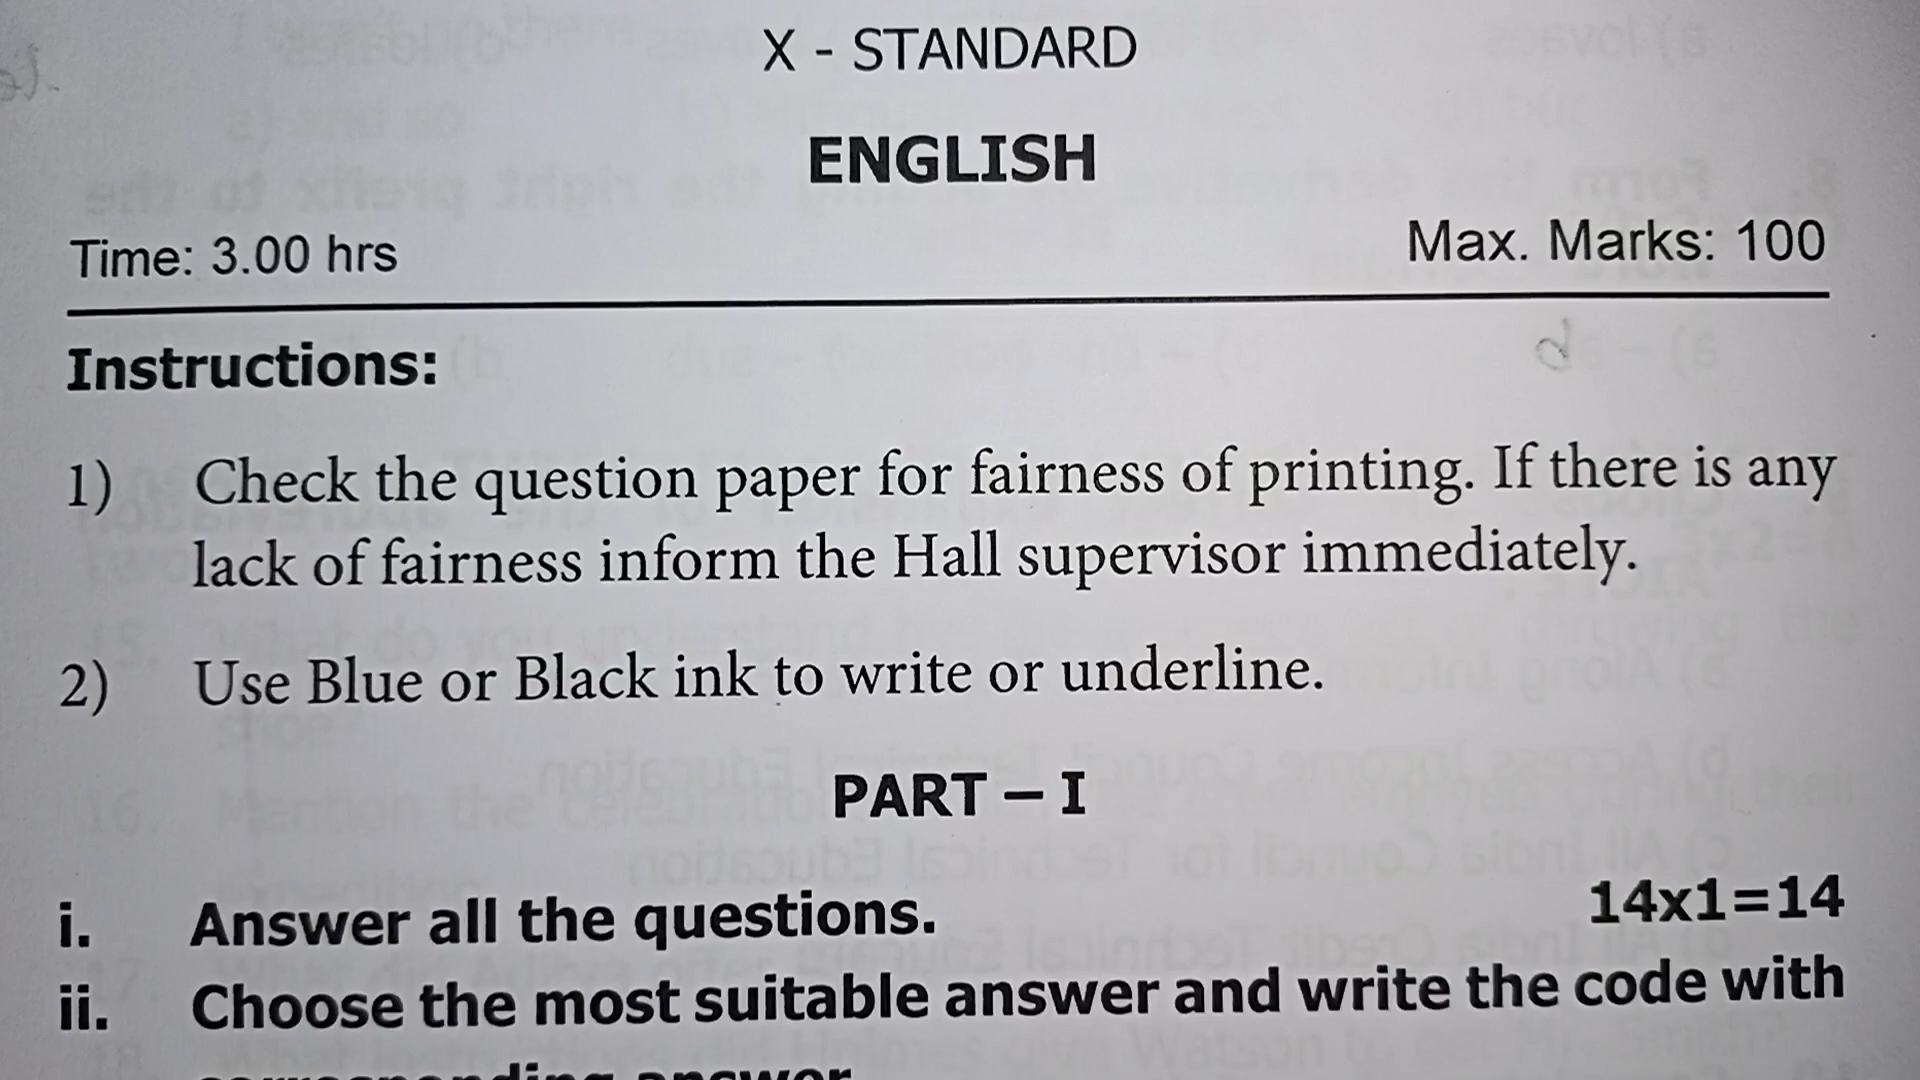 X - STANDARD
ENGLISH
Time: 3.00 hrs
Max. Marks: 100
Instructions:
1) Check the question paper for fairness of printing. If there is any
lack of fairness inform the Hall supervisor immediately.
2) Use Blue or Black ink to write or underline.
PART – I
i. Answer all the questions. 14x1=14
ii. Choose the most suitable answer and write the code with
corresponding answer